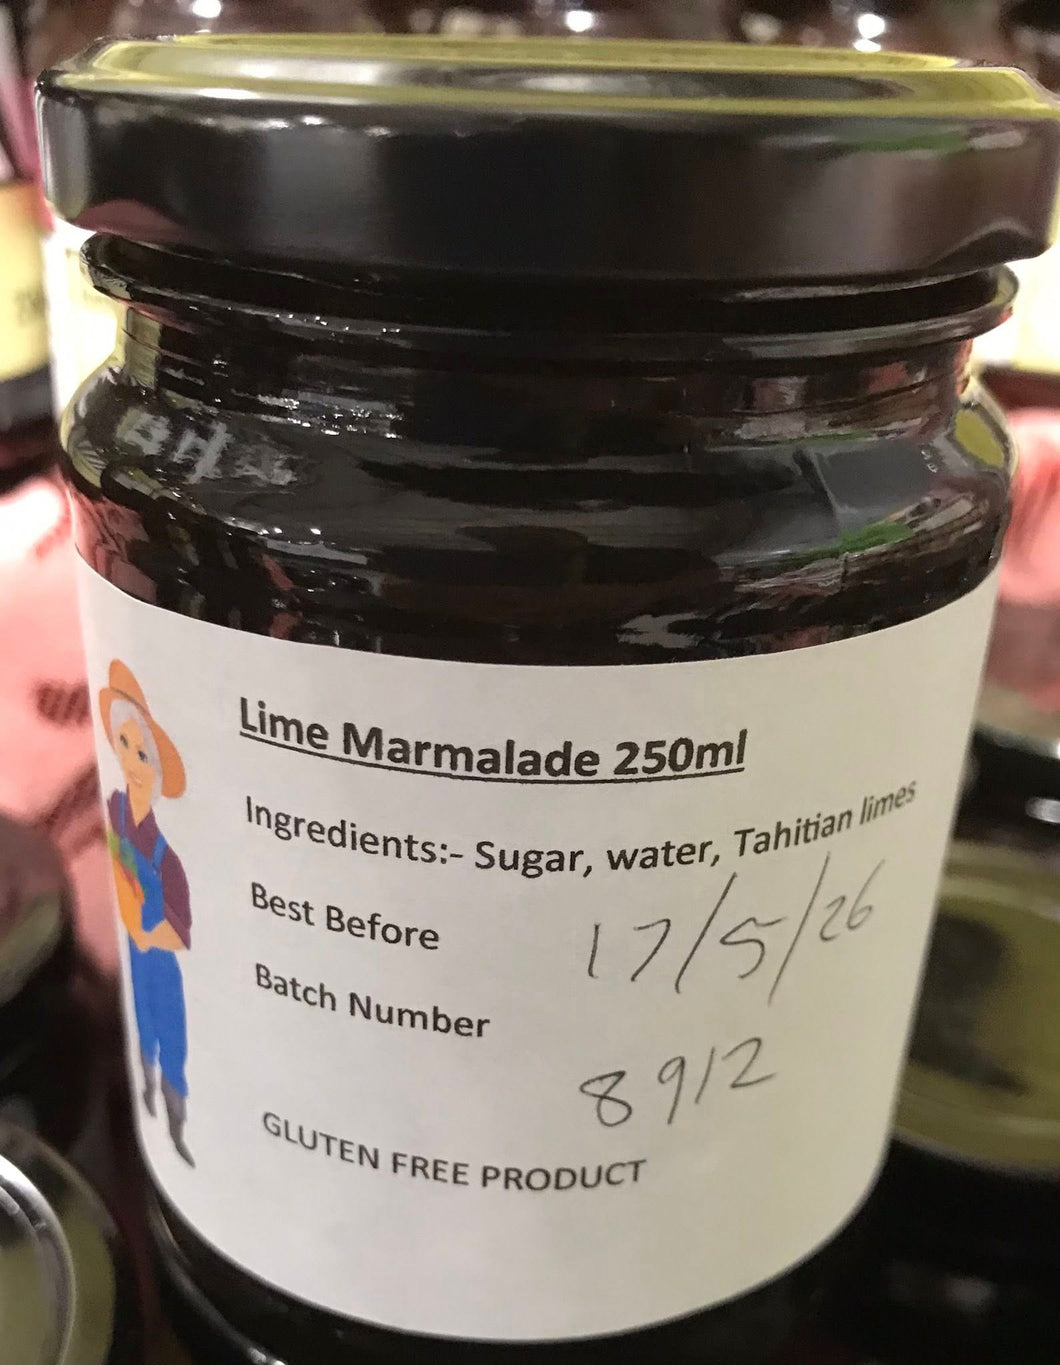 Lime Marmalade 250ml
Ingredients:- Sugar, water, Tahitian limes
Best Before 17/5/26
Batch Number 8912
GLUTEN FREE PRODUCT